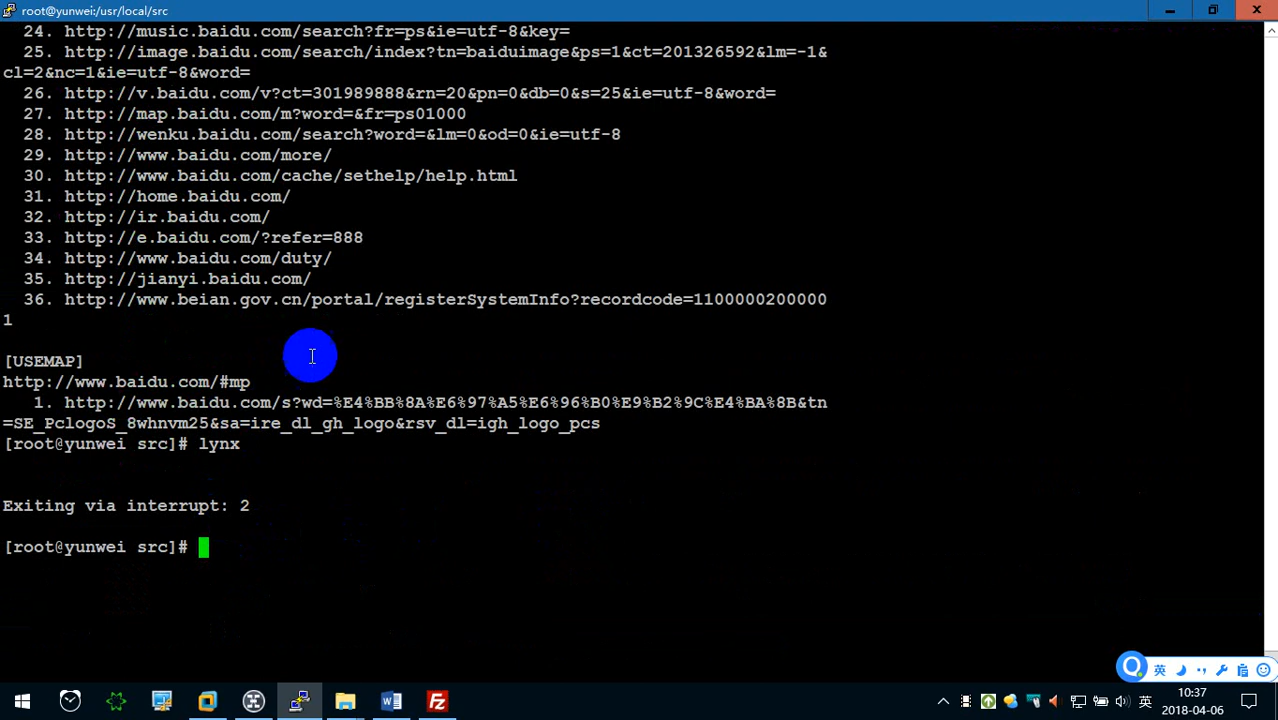 root@yunwei:/usr/local/src
24. http://music.baidu.com/search?fr=ps&ie=utf-8&key=
25. http://image.baidu.com/search/index?tn=baiduimage&ps=1&ct=201326592&lm=-1&
cl=2&nc=1&ie=utf-8&word=
26. http://v.baidu.com/v?ct=301989888&rn=20&pn=0&db=0&s=25&ie=utf-8&word=
27. http://map.baidu.com/m?word=&fr=ps01000
28. http://wenku.baidu.com/search?word=&lm=0&od=0&ie=utf-8
29. http://www.baidu.com/more/
30. http://www.baidu.com/cache/sethelp/help.html
31. http://home.baidu.com/
32. http://ir.baidu.com/
33. http://e.baidu.com/?refer=888
34. http://www.baidu.com/duty/
35. http://jianyi.baidu.com/
36. http://www.beian.gov.cn/portal/registerSystemInfo?recordcode=1100000200000
1
[USEMAP]
http://www.baidu.com/#mp
1. http://www.baidu.com/s?wd=%E4%BB%8A%E6%97%A5%E6%96%B0%E9%B2%9C%E4%BA%8B&tn
=SE_PclogoS_8whnvm25&sa=ire_dl_gh_logo&rsv_dl=igh_logo_pcs
[root@yunwei src]# lynx
Exiting via interrupt: 2
[root@yunwei src]#
英
英
10:37
2018-04-06